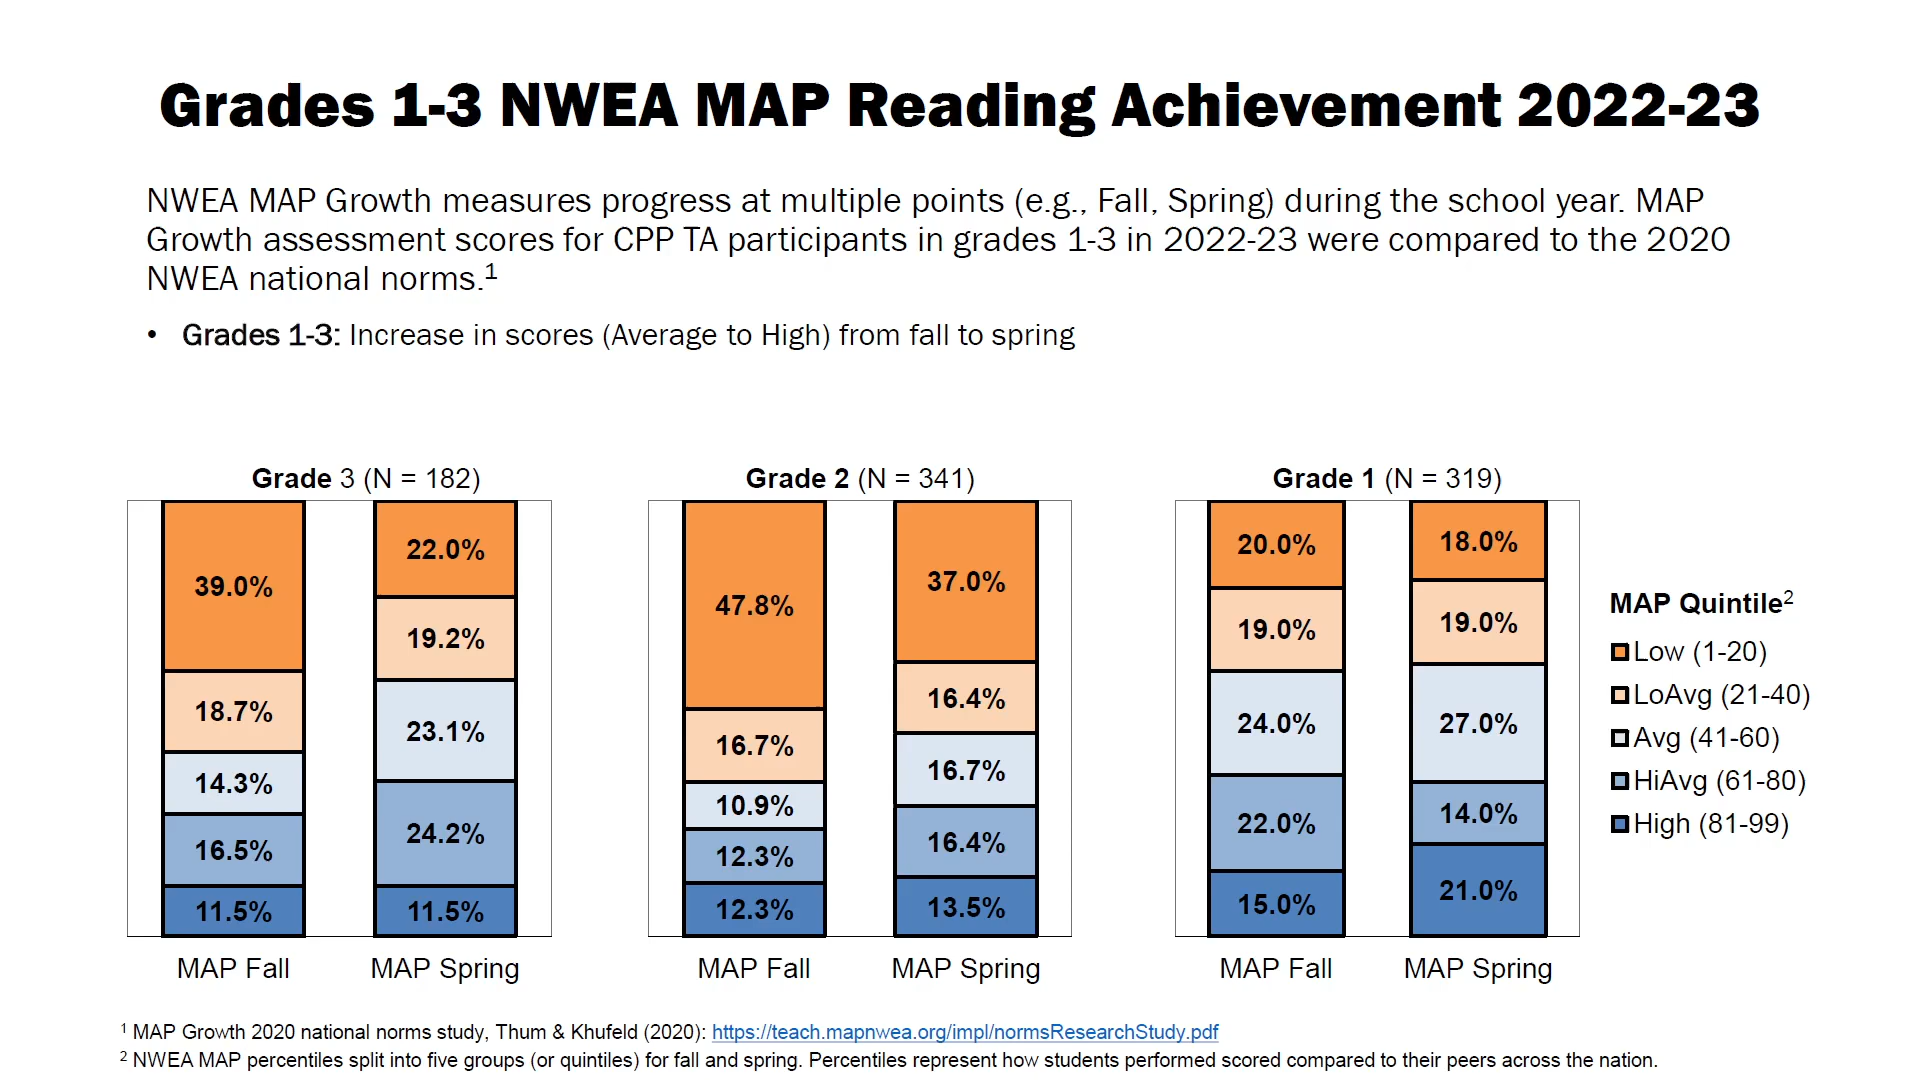 Grades 1-3 NWEA MAP Reading Achievement 2022-23
NWEA MAP Growth measures progress at multiple points (e.g., Fall, Spring) during the school year. MAP
Growth assessment scores for CPP TA participants in grades 1-3 in 2022-23 were compared to the 2020
NWEA national norms.¹
• Grades 1-3: Increase in scores (Average to High) from fall to spring
Grade 3 (N = 182)
39.0%
18.7%
14.3%
16.5%
11.5%
MAP Fall
22.0%
19.2%
23.1%
24.2%
11.5%
MAP Spring
Grade 2 (N = 341)
47.8%
16.7%
10.9%
12.3%
12.3%
MAP Fall
37.0%
16.4%
16.7%
16.4%
13.5%
MAP Spring
Grade 1 (N = 319)
20.0%
19.0%
24.0%
22.0%
15.0%
MAP Fall
18.0%
19.0%
27.0%
14.0%
21.0%
MAP Spring
MAP Quintile²
Low (1-20)
LoAvg (21-40)
Avg (41-60)
HiAvg (61-80)
High (81-99)
¹ MAP Growth 2020 national norms study, Thum & Khufeld (2020): https://teach.mapnwea.org/impl/normsResearchStudy.pdf
² NWEA MAP percentiles split into five groups (or quintiles) for fall and spring. Percentiles represent how students performed scored compared to their peers across the nation.